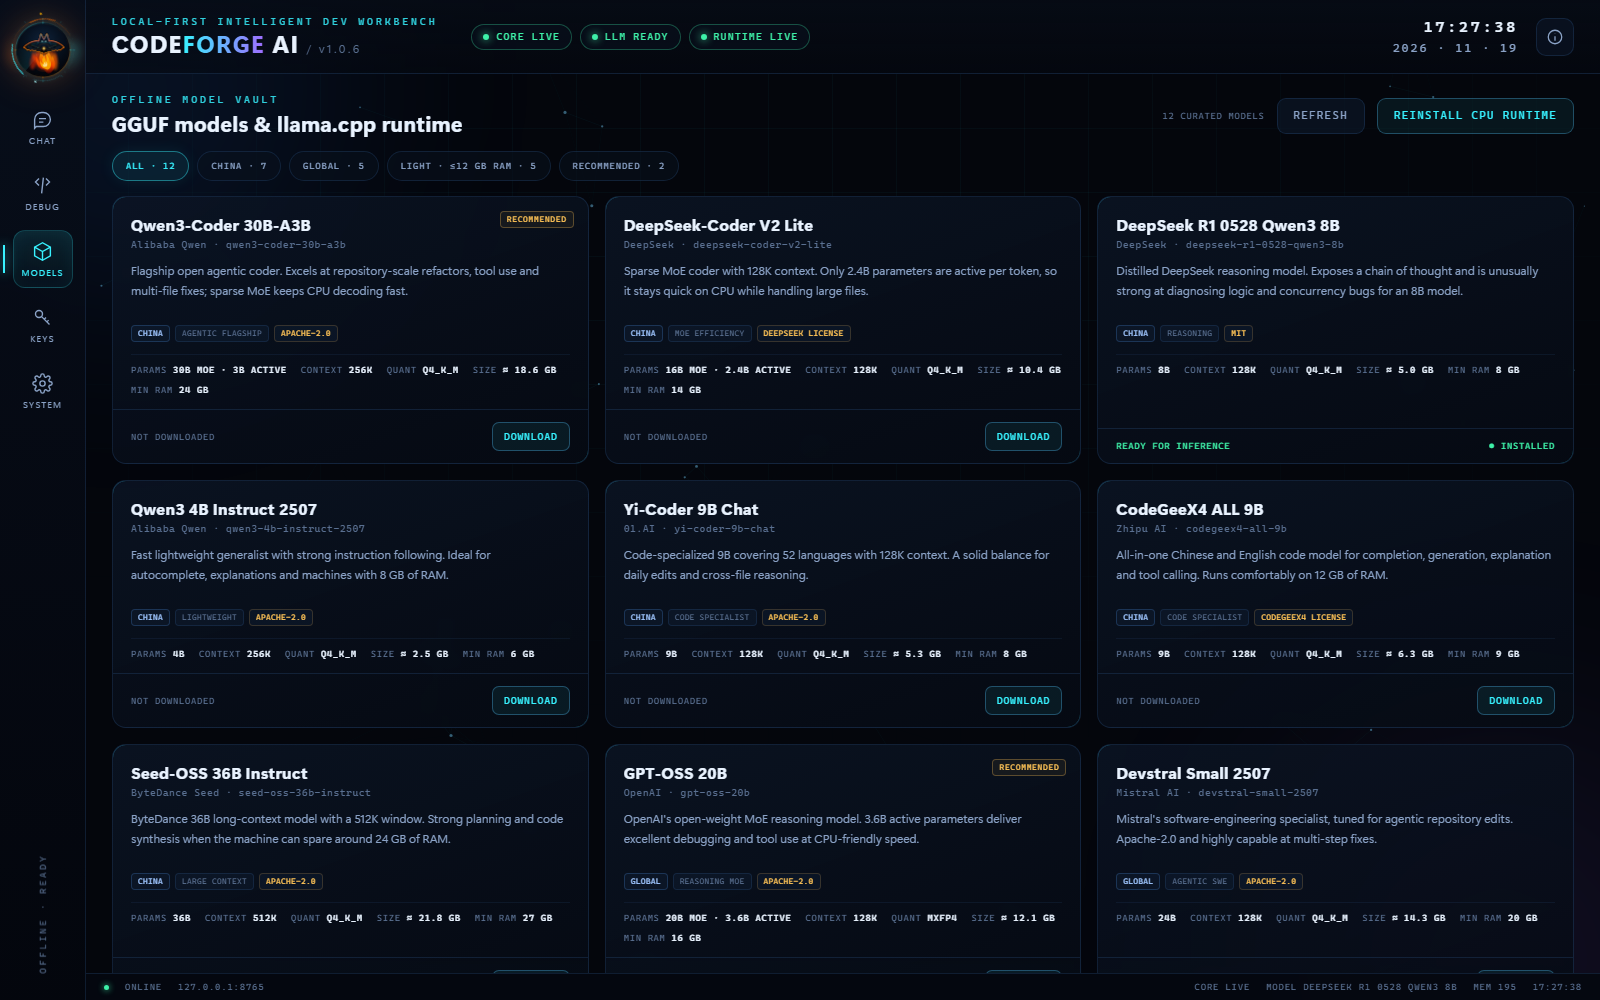 LOCAL-FIRST INTELLIGENT DEV WORKBENCH
CODEFORGE AI / v1.0.6
CORE LIVE
LLM READY
RUNTIME LIVE
17:27:38
2026 · 11 · 19
CHAT
DEBUG
MODELS
KEYS
SYSTEM
OFFLINE · READY
OFFLINE MODEL VAULT
GGUF models & llama.cpp runtime
12 CURATED MODELS
REFRESH
REINSTALL CPU RUNTIME
ALL · 12
CHINA · 7
GLOBAL · 5
LIGHT · ≤12 GB RAM · 5
RECOMMENDED · 2
Qwen3-Coder 30B-A3B
RECOMMENDED
Alibaba Qwen · qwen3-coder-30b-a3b
Flagship open agentic coder. Excels at repository-scale refactors, tool use and
multi-file fixes; sparse MoE keeps CPU decoding fast.
CHINA
AGENTIC FLAGSHIP
APACHE-2.0
PARAMS 30B MOE · 3B ACTIVE CONTEXT 256K QUANT Q4_K_M SIZE ≈ 18.6 GB
MIN RAM 24 GB
NOT DOWNLOADED
DOWNLOAD
DeepSeek-Coder V2 Lite
DeepSeek · deepseek-coder-v2-lite
Sparse MoE coder with 128K context. Only 2.4B parameters are active per token, so
it stays quick on CPU while handling large files.
CHINA
MOE EFFICIENCY
DEEPSEEK LICENSE
PARAMS 16B MOE · 2.4B ACTIVE CONTEXT 128K QUANT Q4_K_M SIZE ≈ 10.4 GB
MIN RAM 14 GB
NOT DOWNLOADED
DOWNLOAD
DeepSeek R1 0528 Qwen3 8B
DeepSeek · deepseek-r1-0528-qwen3-8b
Distilled DeepSeek reasoning model. Exposes a chain of thought and is unusually
strong at diagnosing logic and concurrency bugs for an 8B model.
CHINA
REASONING
MIT
PARAMS 8B CONTEXT 128K QUANT Q4_K_M SIZE ≈ 5.0 GB MIN RAM 8 GB
READY FOR INFERENCE
INSTALLED
Qwen3 4B Instruct 2507
Alibaba Qwen · qwen3-4b-instruct-2507
Fast lightweight generalist with strong instruction following. Ideal for
autocomplete, explanations and machines with 8 GB of RAM.
CHINA
LIGHTWEIGHT
APACHE-2.0
PARAMS 4B CONTEXT 256K QUANT Q4_K_M SIZE ≈ 2.5 GB MIN RAM 6 GB
NOT DOWNLOADED
DOWNLOAD
Yi-Coder 9B Chat
01.AI · yi-coder-9b-chat
Code-specialized 9B covering 52 languages with 128K context. A solid balance for
daily edits and cross-file reasoning.
CHINA
CODE SPECIALIST
APACHE-2.0
PARAMS 9B CONTEXT 128K QUANT Q4_K_M SIZE ≈ 5.3 GB MIN RAM 8 GB
NOT DOWNLOADED
DOWNLOAD
CodeGeeX4 ALL 9B
Zhipu AI · codegeex4-all-9b
All-in-one Chinese and English code model for completion, generation, explanation
and tool calling. Runs comfortably on 12 GB of RAM.
CHINA
CODE SPECIALIST
CODEGEEX4 LICENSE
PARAMS 9B CONTEXT 128K QUANT Q4_K_M SIZE ≈ 6.3 GB MIN RAM 9 GB
NOT DOWNLOADED
DOWNLOAD
Seed-OSS 36B Instruct
ByteDance Seed · seed-oss-36b-instruct
ByteDance 36B long-context model with a 512K window. Strong planning and code
synthesis when the machine can spare around 24 GB of RAM.
CHINA
LARGE CONTEXT
APACHE-2.0
PARAMS 36B CONTEXT 512K QUANT Q4_K_M SIZE ≈ 21.8 GB MIN RAM 27 GB
GPT-OSS 20B
RECOMMENDED
OpenAI · gpt-oss-20b
OpenAI's open-weight MoE reasoning model. 3.6B active parameters deliver
excellent debugging and tool use at CPU-friendly speed.
GLOBAL
REASONING MOE
APACHE-2.0
PARAMS 20B MOE · 3.6B ACTIVE CONTEXT 128K QUANT MXFP4 SIZE ≈ 12.1 GB
MIN RAM 16 GB
Devstral Small 2507
Mistral AI · devstral-small-2507
Mistral's software-engineering specialist, tuned for agentic repository edits.
Apache-2.0 and highly capable at multi-step fixes.
GLOBAL
AGENTIC SWE
APACHE-2.0
PARAMS 24B CONTEXT 128K QUANT Q4_K_M SIZE ≈ 14.3 GB MIN RAM 20 GB
ONLINE 127.0.0.1:8765
CORE LIVE MODEL DEEPSEEK R1 0528 QWEN3 8B MEM 195 17:27:38